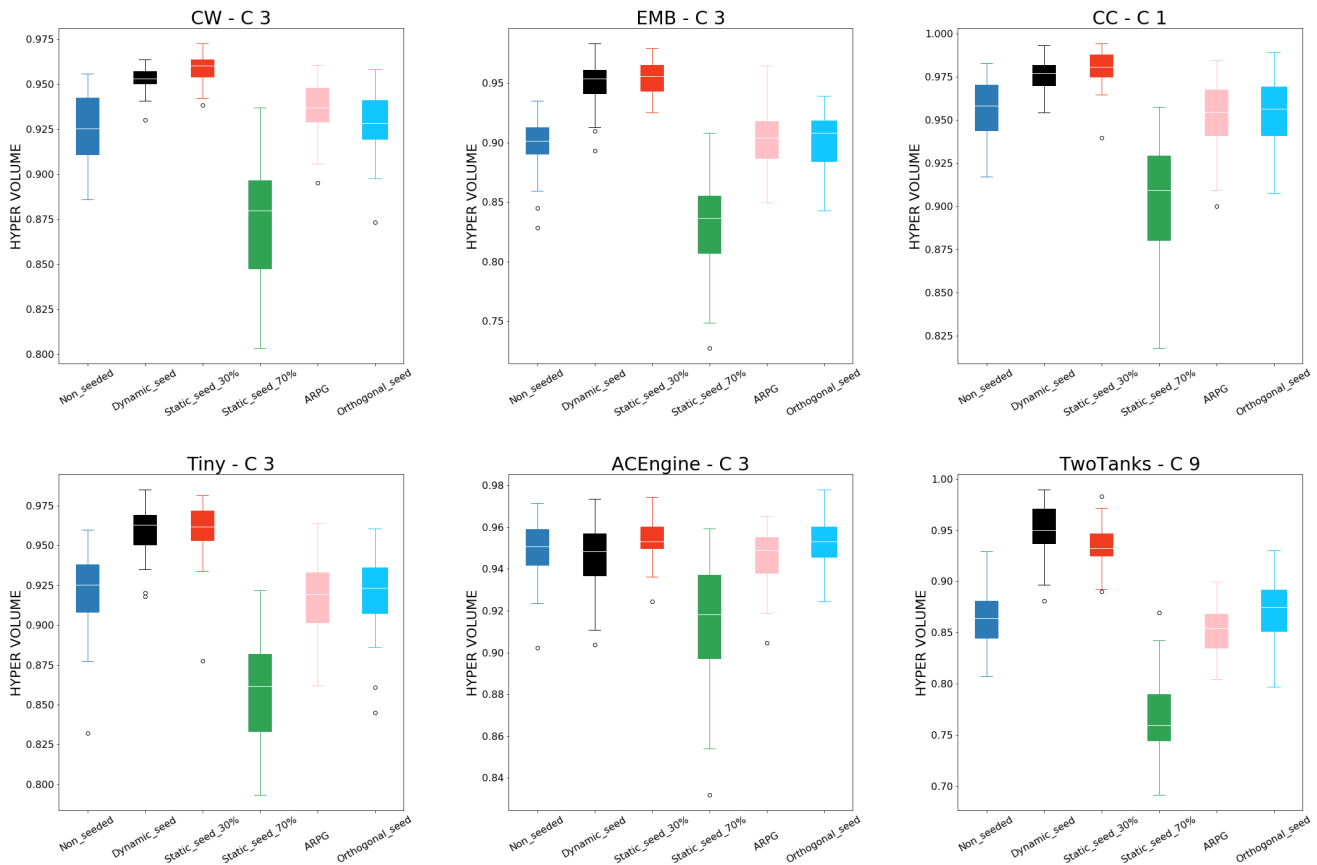 CW - C 3
EMB - C 3
CC - C 1
HYPER VOLUME
0.975
0.950
0.925
0.900
0.875
0.850
0.825
0.800
Non_seeded
Dynamic_seed
Static_seed_30%
Static_seed_70%
ARPG
Orthogonal_seed
HYPER VOLUME
0.95
0.90
0.85
0.80
0.75
Non_seeded
Dynamic_seed
Static_seed_30%
Static_seed_70%
ARPG
Orthogonal_seed
HYPER VOLUME
1.000
0.975
0.950
0.925
0.900
0.875
0.850
0.825
Non_seeded
Dynamic_seed
Static_seed_30%
Static_seed_70%
ARPG
Orthogonal_seed
Tiny - C 3
ACEngine - C 3
TwoTanks - C 9
HYPER VOLUME
0.975
0.950
0.925
0.900
0.875
0.850
0.825
0.800
Non_seeded
Dynamic_seed
Static_seed_30%
Static_seed_70%
ARPG
Orthogonal_seed
HYPER VOLUME
0.98
0.96
0.94
0.92
0.90
0.88
0.86
0.84
Non_seeded
Dynamic_seed
Static_seed_30%
Static_seed_70%
ARPG
Orthogonal_seed
HYPER VOLUME
1.00
0.95
0.90
0.85
0.80
0.75
0.70
Non_seeded
Dynamic_seed
Static_seed_30%
Static_seed_70%
ARPG
Orthogonal_seed